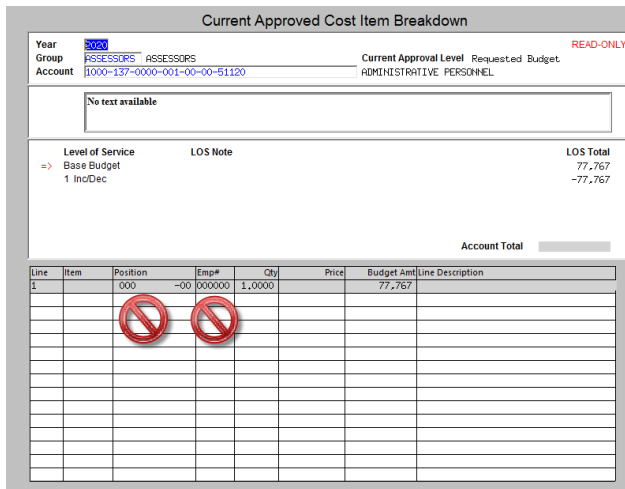 Current Approved Cost Item Breakdown
Year 2020 READ-ONLY
Group ASSESSORS ASSESSORS Current Approval Level Requested Budget
Account 1000-137-0000-001-00-00-51120 ADMINISTRATIVE PERSONNEL
No text available
Level of Service LOS Note LOS Total
=> Base Budget 77,767
1 Inc/Dec -77,767
Account Total
Line Item Position Emp# Qty Price Budget Amt Line Description
1 000 -00 000000 1.0000 77,767